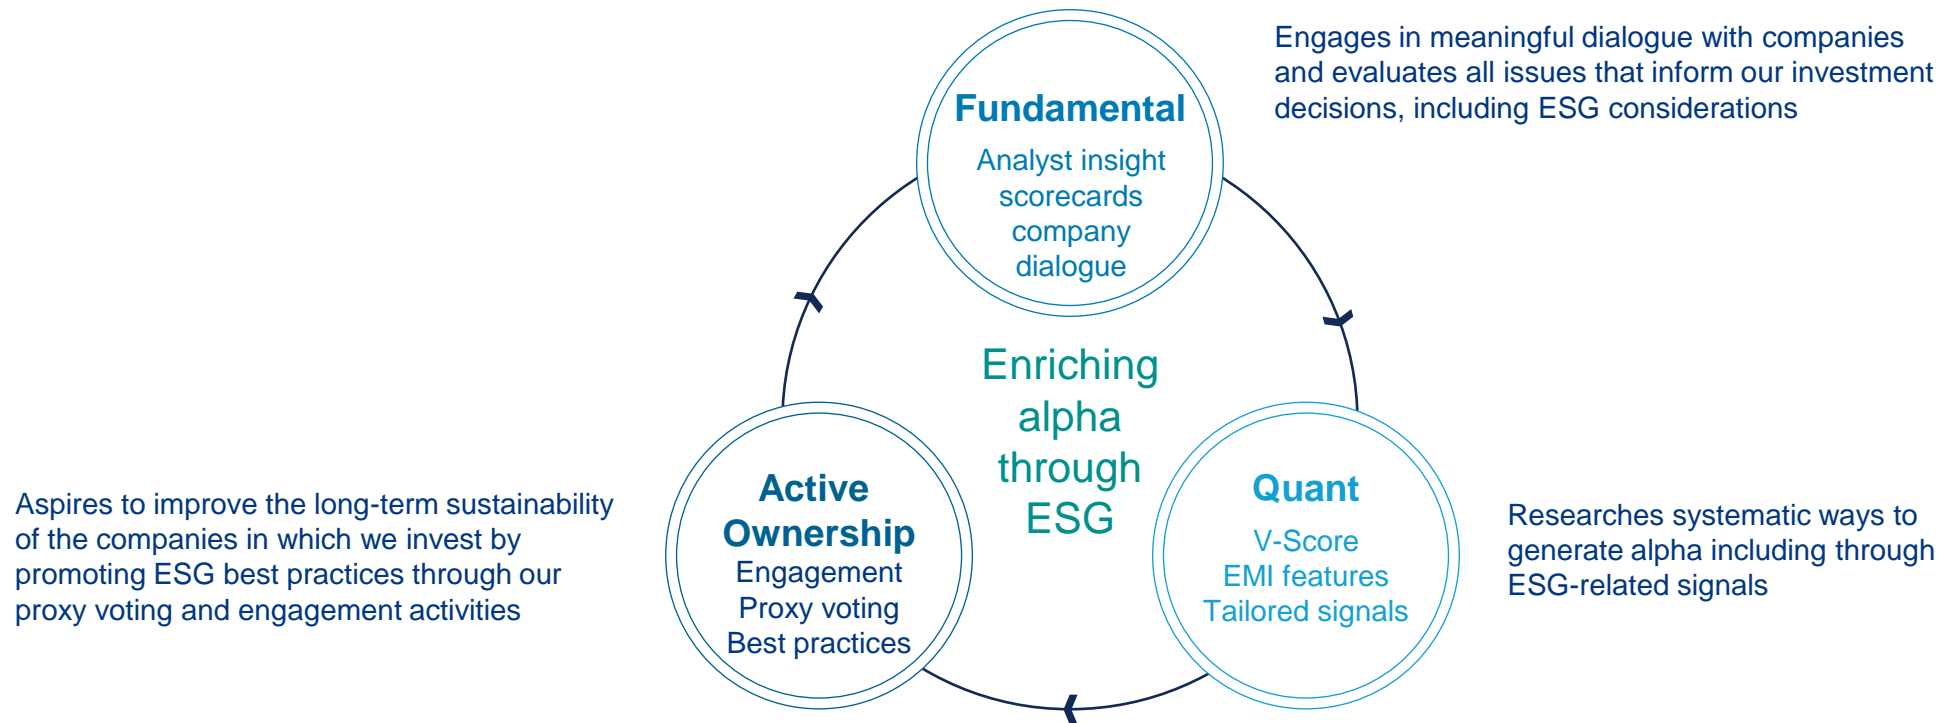 Engages in meaningful dialogue with companies
and evaluates all issues that inform our investment
decisions, including ESG considerations
Fundamental
Analyst insight
scorecards
company
dialogue
Enriching
alpha
through
ESG
Aspires to improve the long-term sustainability
of the companies in which we invest by
promoting ESG best practices through our
proxy voting and engagement activities
Active
Ownership
Engagement
Proxy voting
Best practices
Quant
V-Score
EMI features
Tailored signals
Researches systematic ways to
generate alpha including through
ESG-related signals